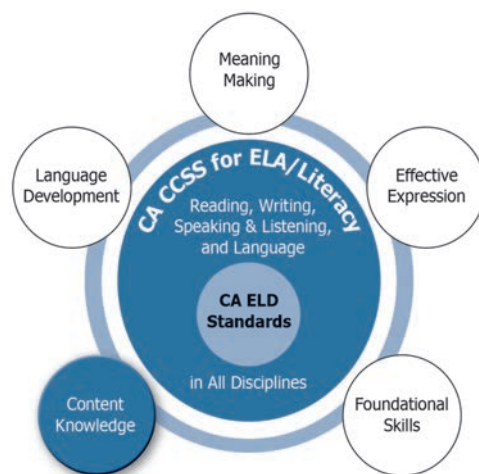 Meaning
Making
Language
Development
Effective
Expression
CA CCSS for ELA/Literacy
Reading, Writing,
Speaking & Listening,
and Language
CA ELD
Standards
in All Disciplines
Content
Knowledge
Foundational
Skills